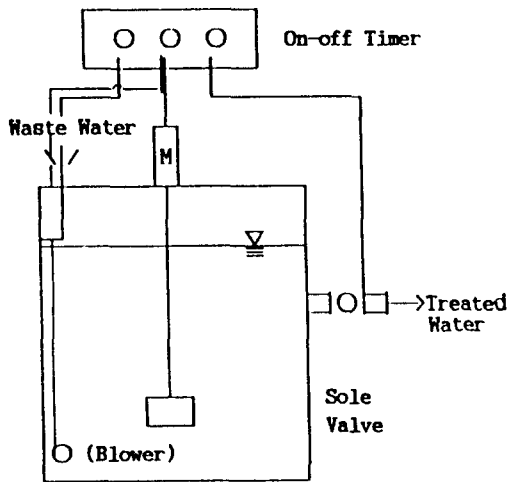 On-off Timer
Waste Water
M
Treated
Water
Sole
Valve
(Blower)